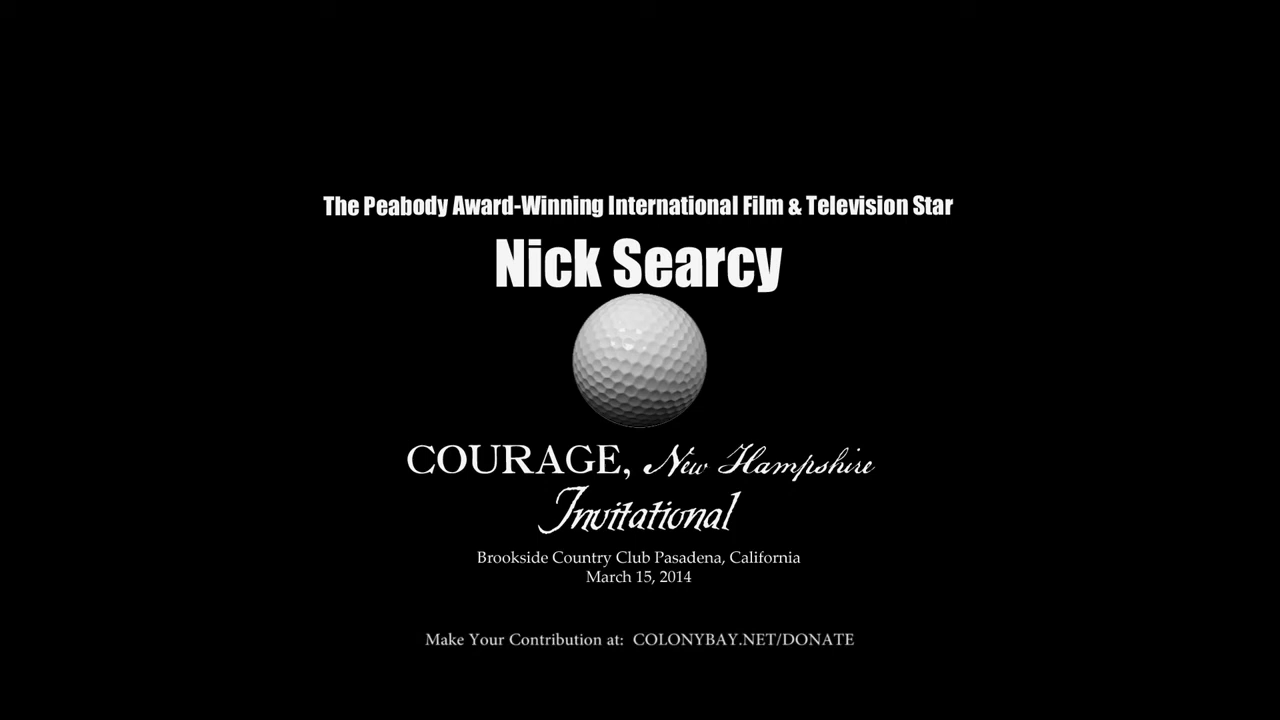 The Peabody Award-Winning International Film & Television Star
Nick Searcy
COURAGE, New Hampshire
Invitational
Brookside Country Club Pasadena, California
March 15, 2014
Make Your Contribution at: COLONYBAY.NET/DONATE